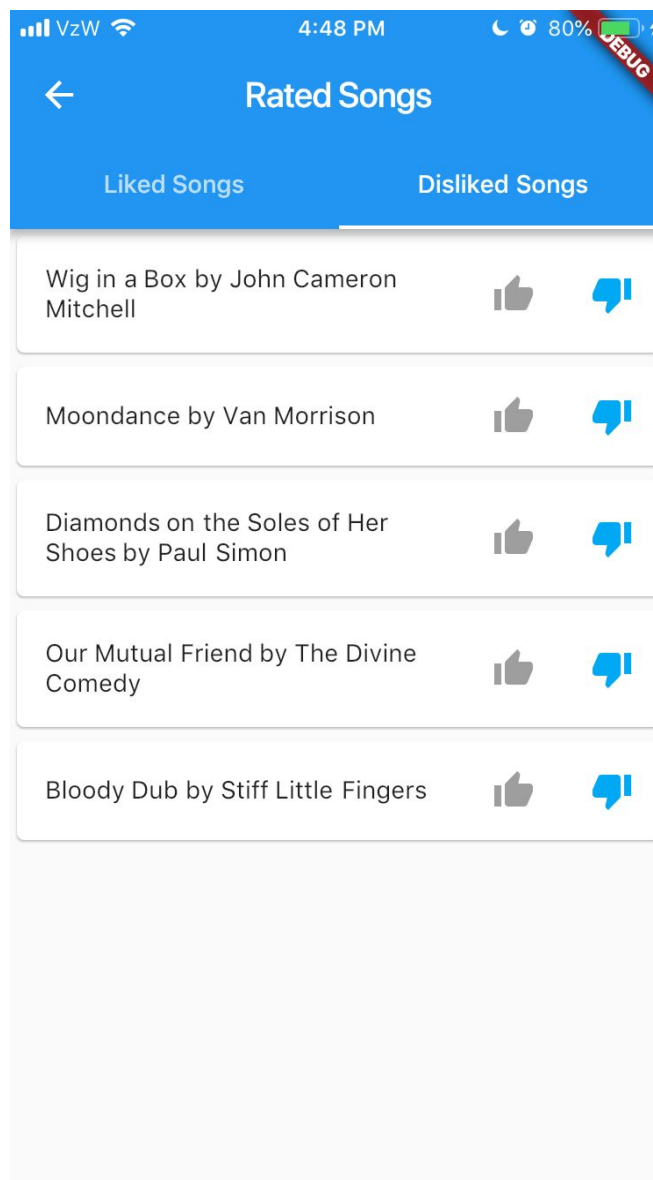 VzW 4:48 PM 80%
DEBUG
Rated Songs
Liked Songs Disliked Songs
Wig in a Box by John Cameron
Mitchell
Moondance by Van Morrison
Diamonds on the Soles of Her
Shoes by Paul Simon
Our Mutual Friend by The Divine
Comedy
Bloody Dub by Stiff Little Fingers